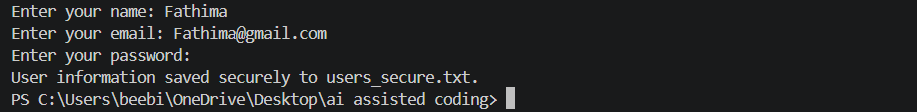 Enter your name: Fathima
Enter your email: Fathima@gmail.com
Enter your password:
User information saved securely to users_secure.txt.
PS C:\Users\beebi\OneDrive\Desktop\ai assisted coding>